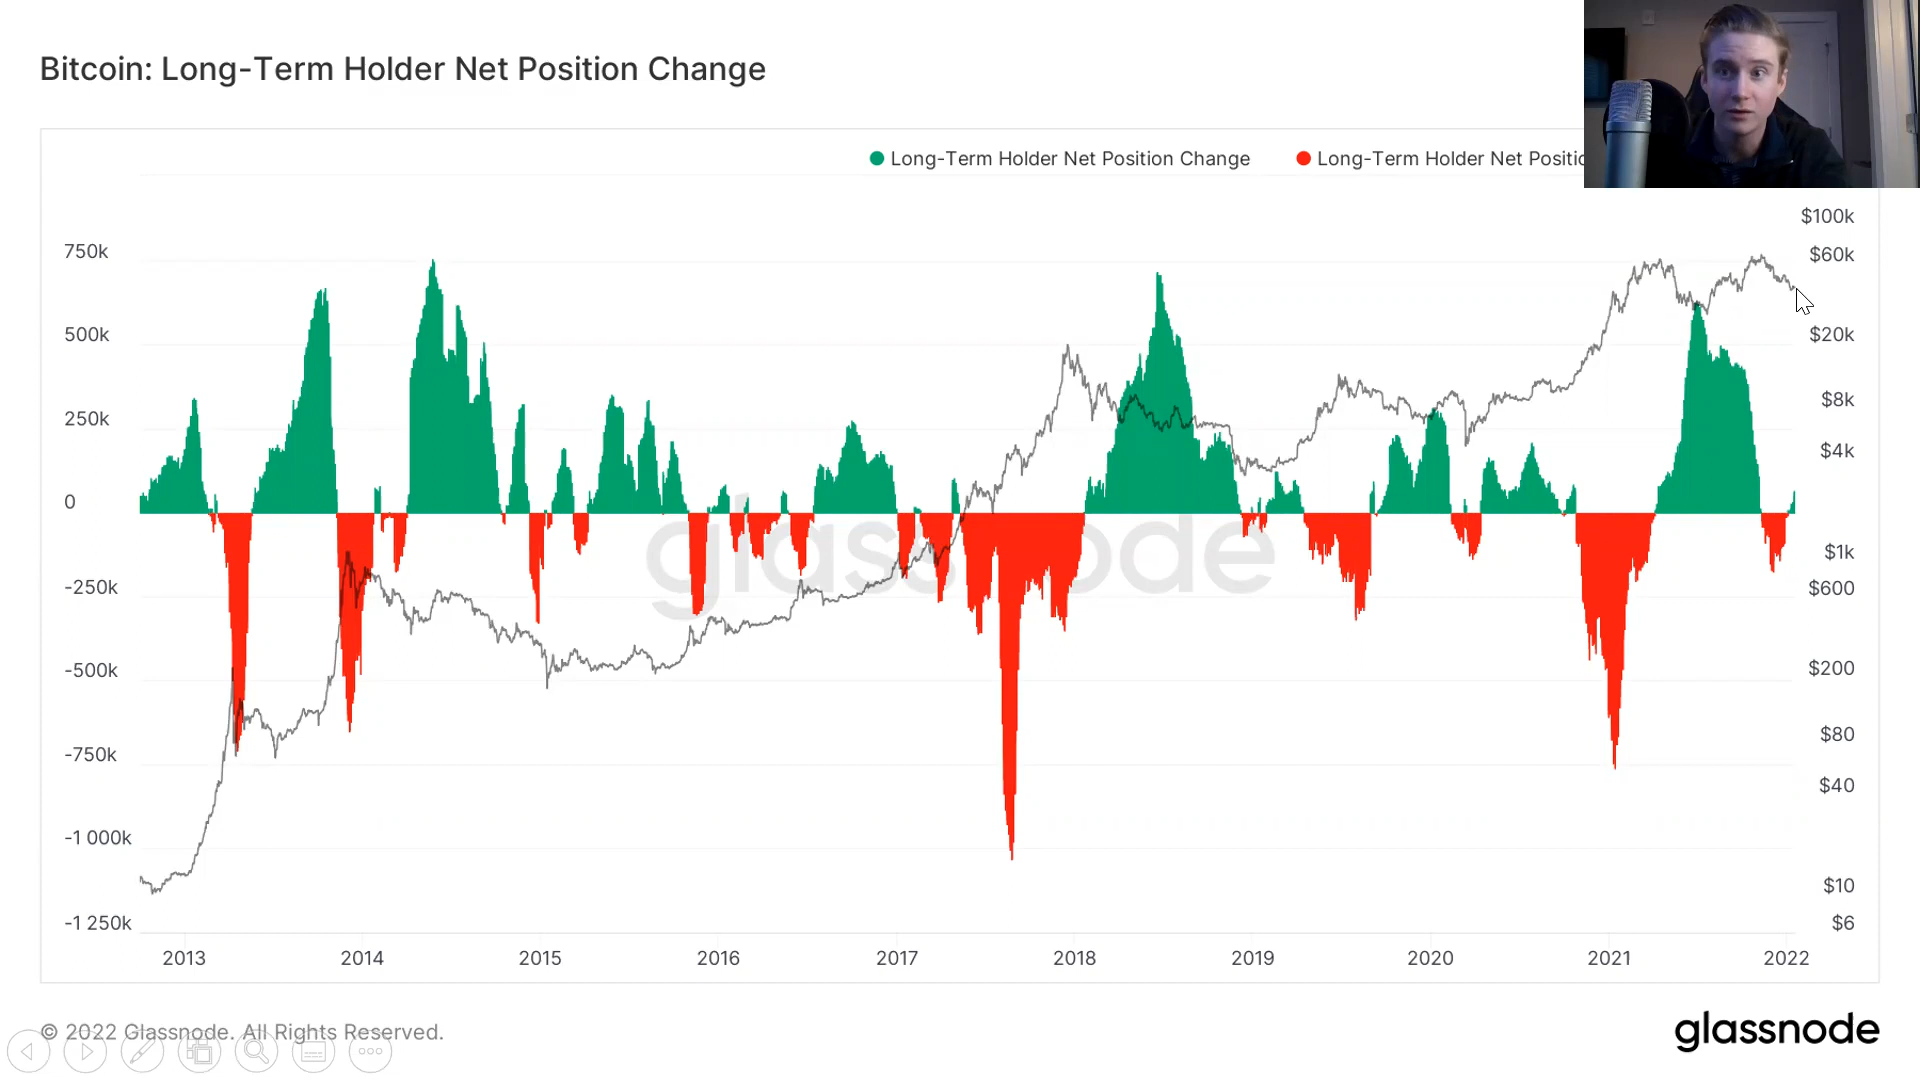 Bitcoin: Long-Term Holder Net Position Change
Long-Term Holder Net Position Change
Long-Term Holder Net
$100k
750k
$60k
500k
$20k
$8k
250k
$4k
0
glassnode
$1k
-250k
$600
-500k
$200
-750k
$80
$40
-1 000k
$10
-1 250k
$6
2013 2014 2015 2016 2017 2018 2019 2020 2021 2022
© 2022 Glassnode. All Rights Reserved.
glassnode